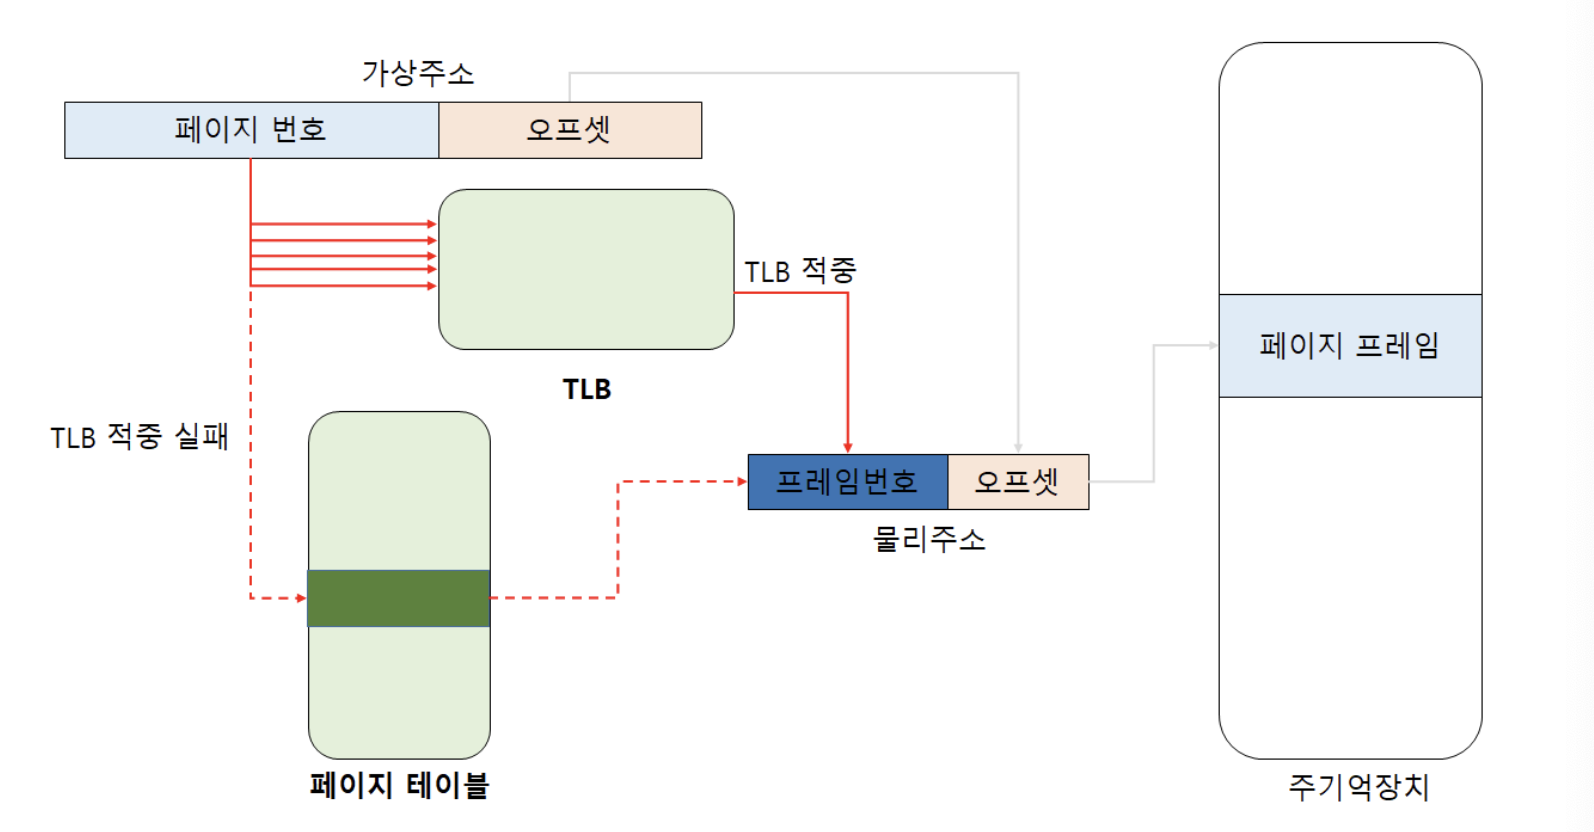 가상주소
페이지 번호
오프셋
TLB 적중
TLB
TLB 적중 실패
페이지 프레임
프레임번호
오프셋
물리주소
페이지 테이블
주기억장치